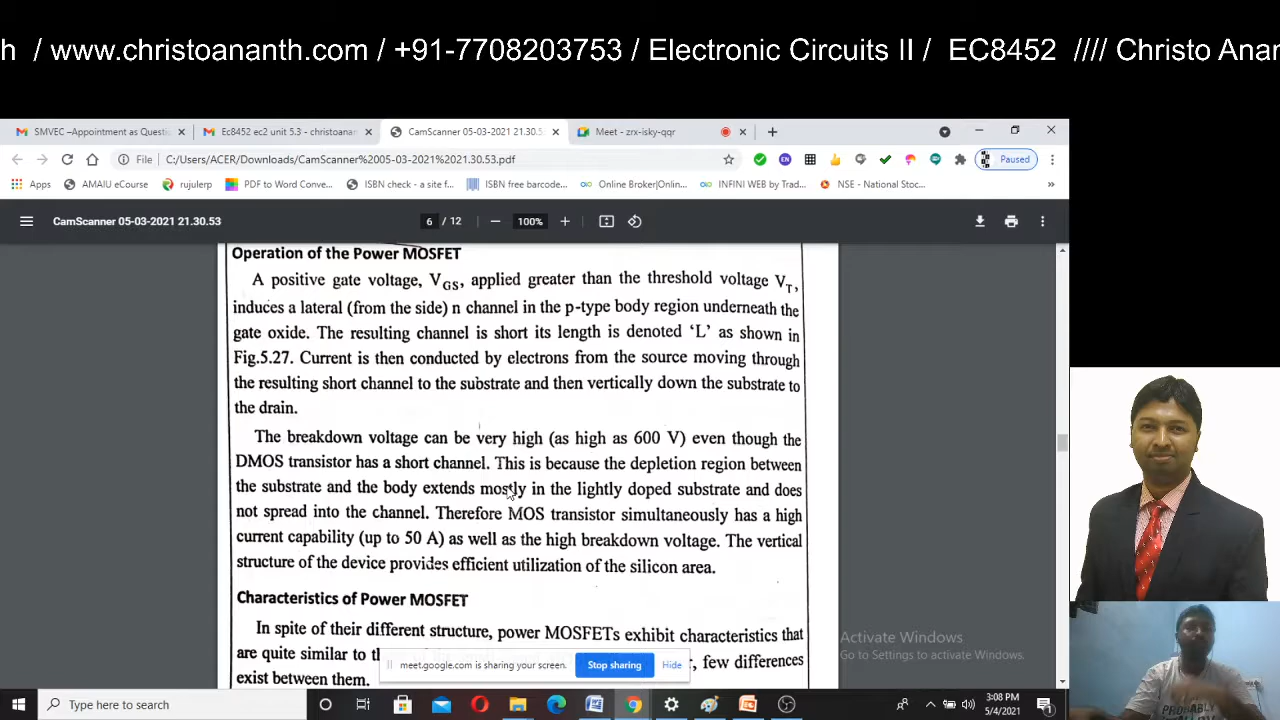 h / www.christoananth.com / +91-7708203753 / Electronic Circuits II / EC8452 //// Christo Anan
SMVEC –Appointment as Questi
Ec8452 ec2 unit 5.3 - christoanan
CamScanner 05-03-2021 21.30.5
Meet - zrx-isky-qqr
File C:/Users/ACER/Downloads/CamScanner%2005-03-2021%2021.30.53.pdf
Paused
Apps AMAIU eCourse rujulerp PDF to Word Conve... ISBN check - a site f... ISBN free barcode... Online Broker|Onlin... INFINI WEB by Trad... NSE - National Stoc... »
CamScanner 05-03-2021 21.30.53 6 / 12 — 100% +
Operation of the Power MOSFET
A positive gate voltage, VGS, applied greater than the threshold voltage VT,
induces a lateral (from the side) n channel in the p-type body region underneath the
gate oxide. The resulting channel is short its length is denoted ‘L’ as shown in
Fig.5.27. Current is then conducted by electrons from the source moving through
the resulting short channel to the substrate and then vertically down the substrate to
the drain.
The breakdown voltage can be very high (as high as 600 V) even though the
DMOS transistor has a short channel. This is because the depletion region between
the substrate and the body extends mostly in the lightly doped substrate and does
not spread into the channel. Therefore MOS transistor simultaneously has a high
current capability (up to 50 A) as well as the high breakdown voltage. The vertical
structure of the device provides efficient utilization of the silicon area.
Characteristics of Power MOSFET
In spite of their different structure, power MOSFETs exhibit characteristics that
are quite similar to th
, few differences
exist between them.
meet.google.com is sharing your screen. Stop sharing Hide
Activate Windows
Go to Settings to activate Windows.
PROBABLY
Type here to search
3:08 PM
5/4/2021